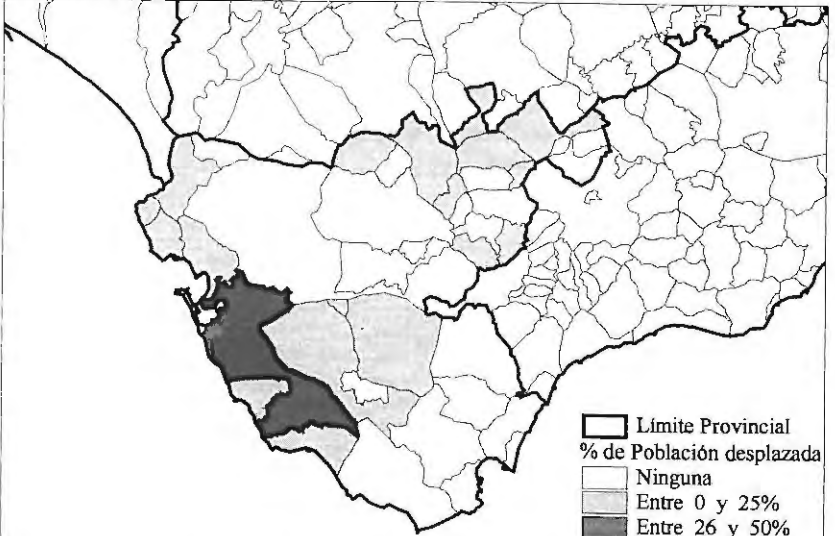 Límite Provincial
% de Población desplazada
Ninguna
Entre 0 y 25%
Entre 26 y 50%